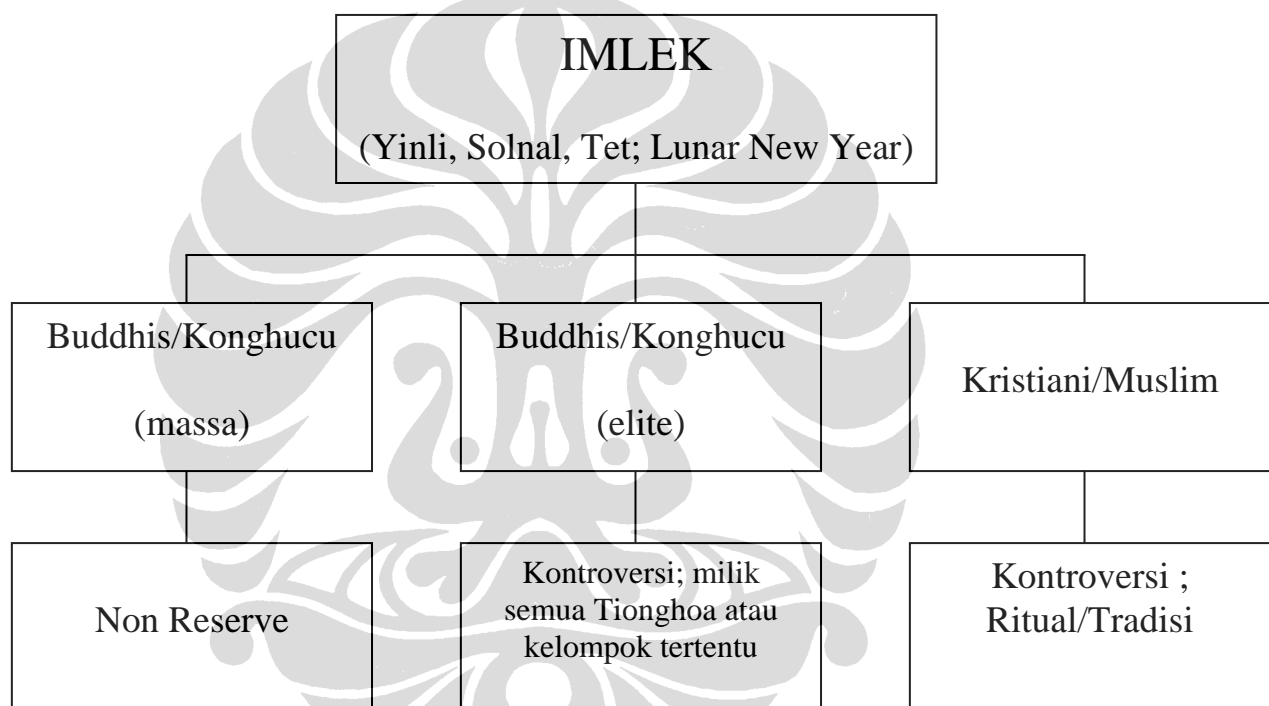 IMLEK
(Yinli, Solnal, Tet; Lunar New Year)
Buddhis/Konghucu
(massa)
Buddhis/Konghucu
(elite)
Kristiani/Muslim
Non Reserve
Kontroversi; milik
semua Tionghoa atau
kelompok tertentu
Kontroversi ;
Ritual/Tradisi